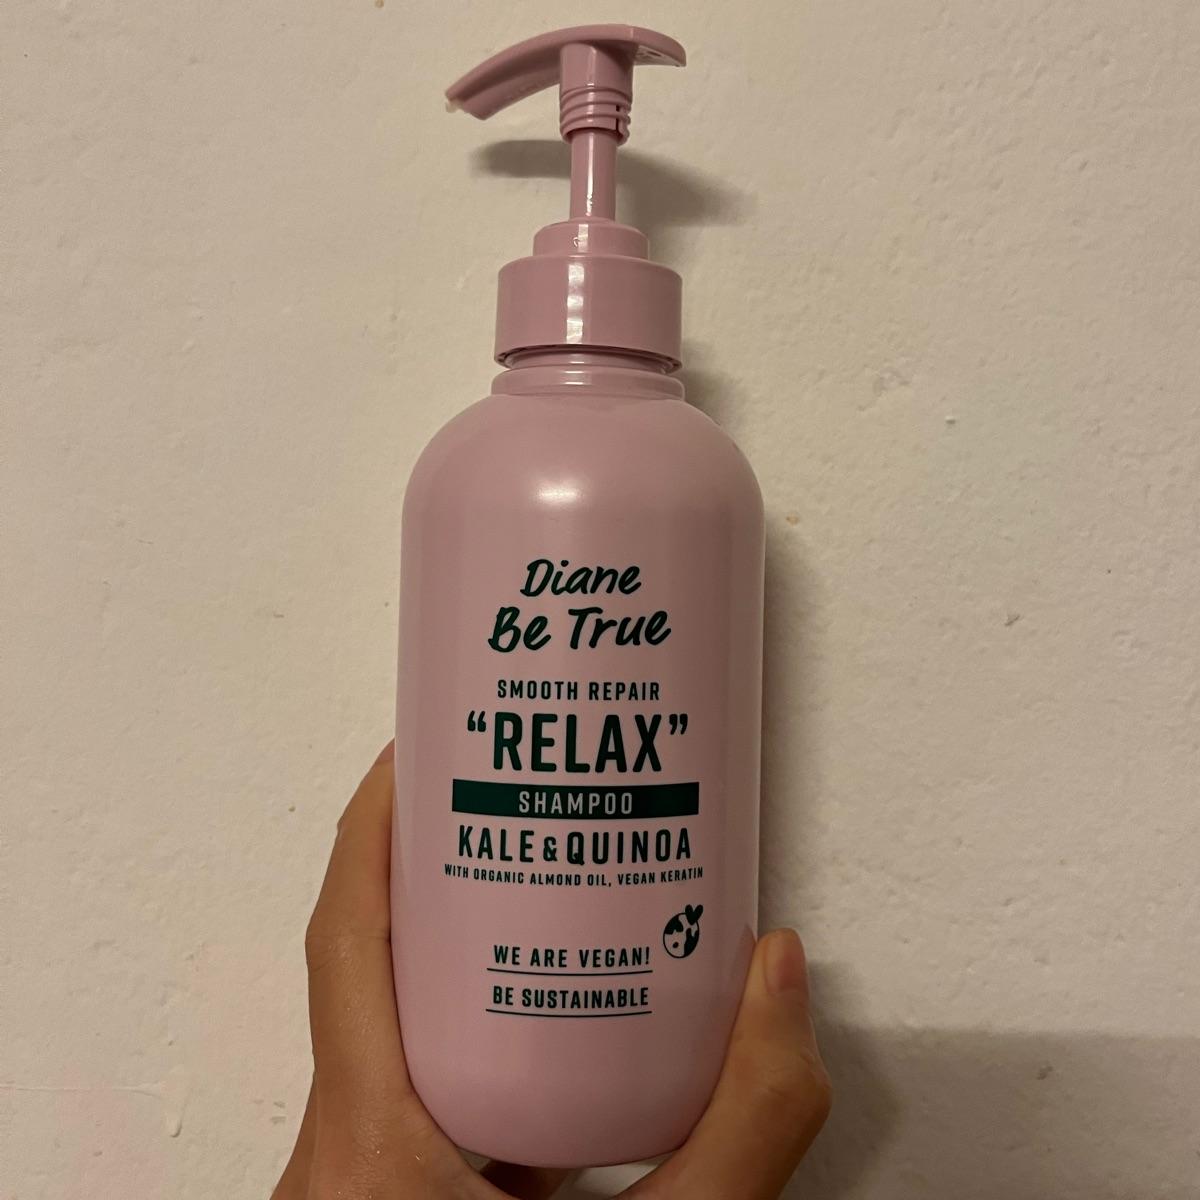 Diane
Be True
SMOOTH REPAIR
“RELAX”
SHAMPOO
KALE & QUINOA
WITH ORGANIC ALMOND OIL, VEGAN KERATIN
WE ARE VEGAN!
BE SUSTAINABLE